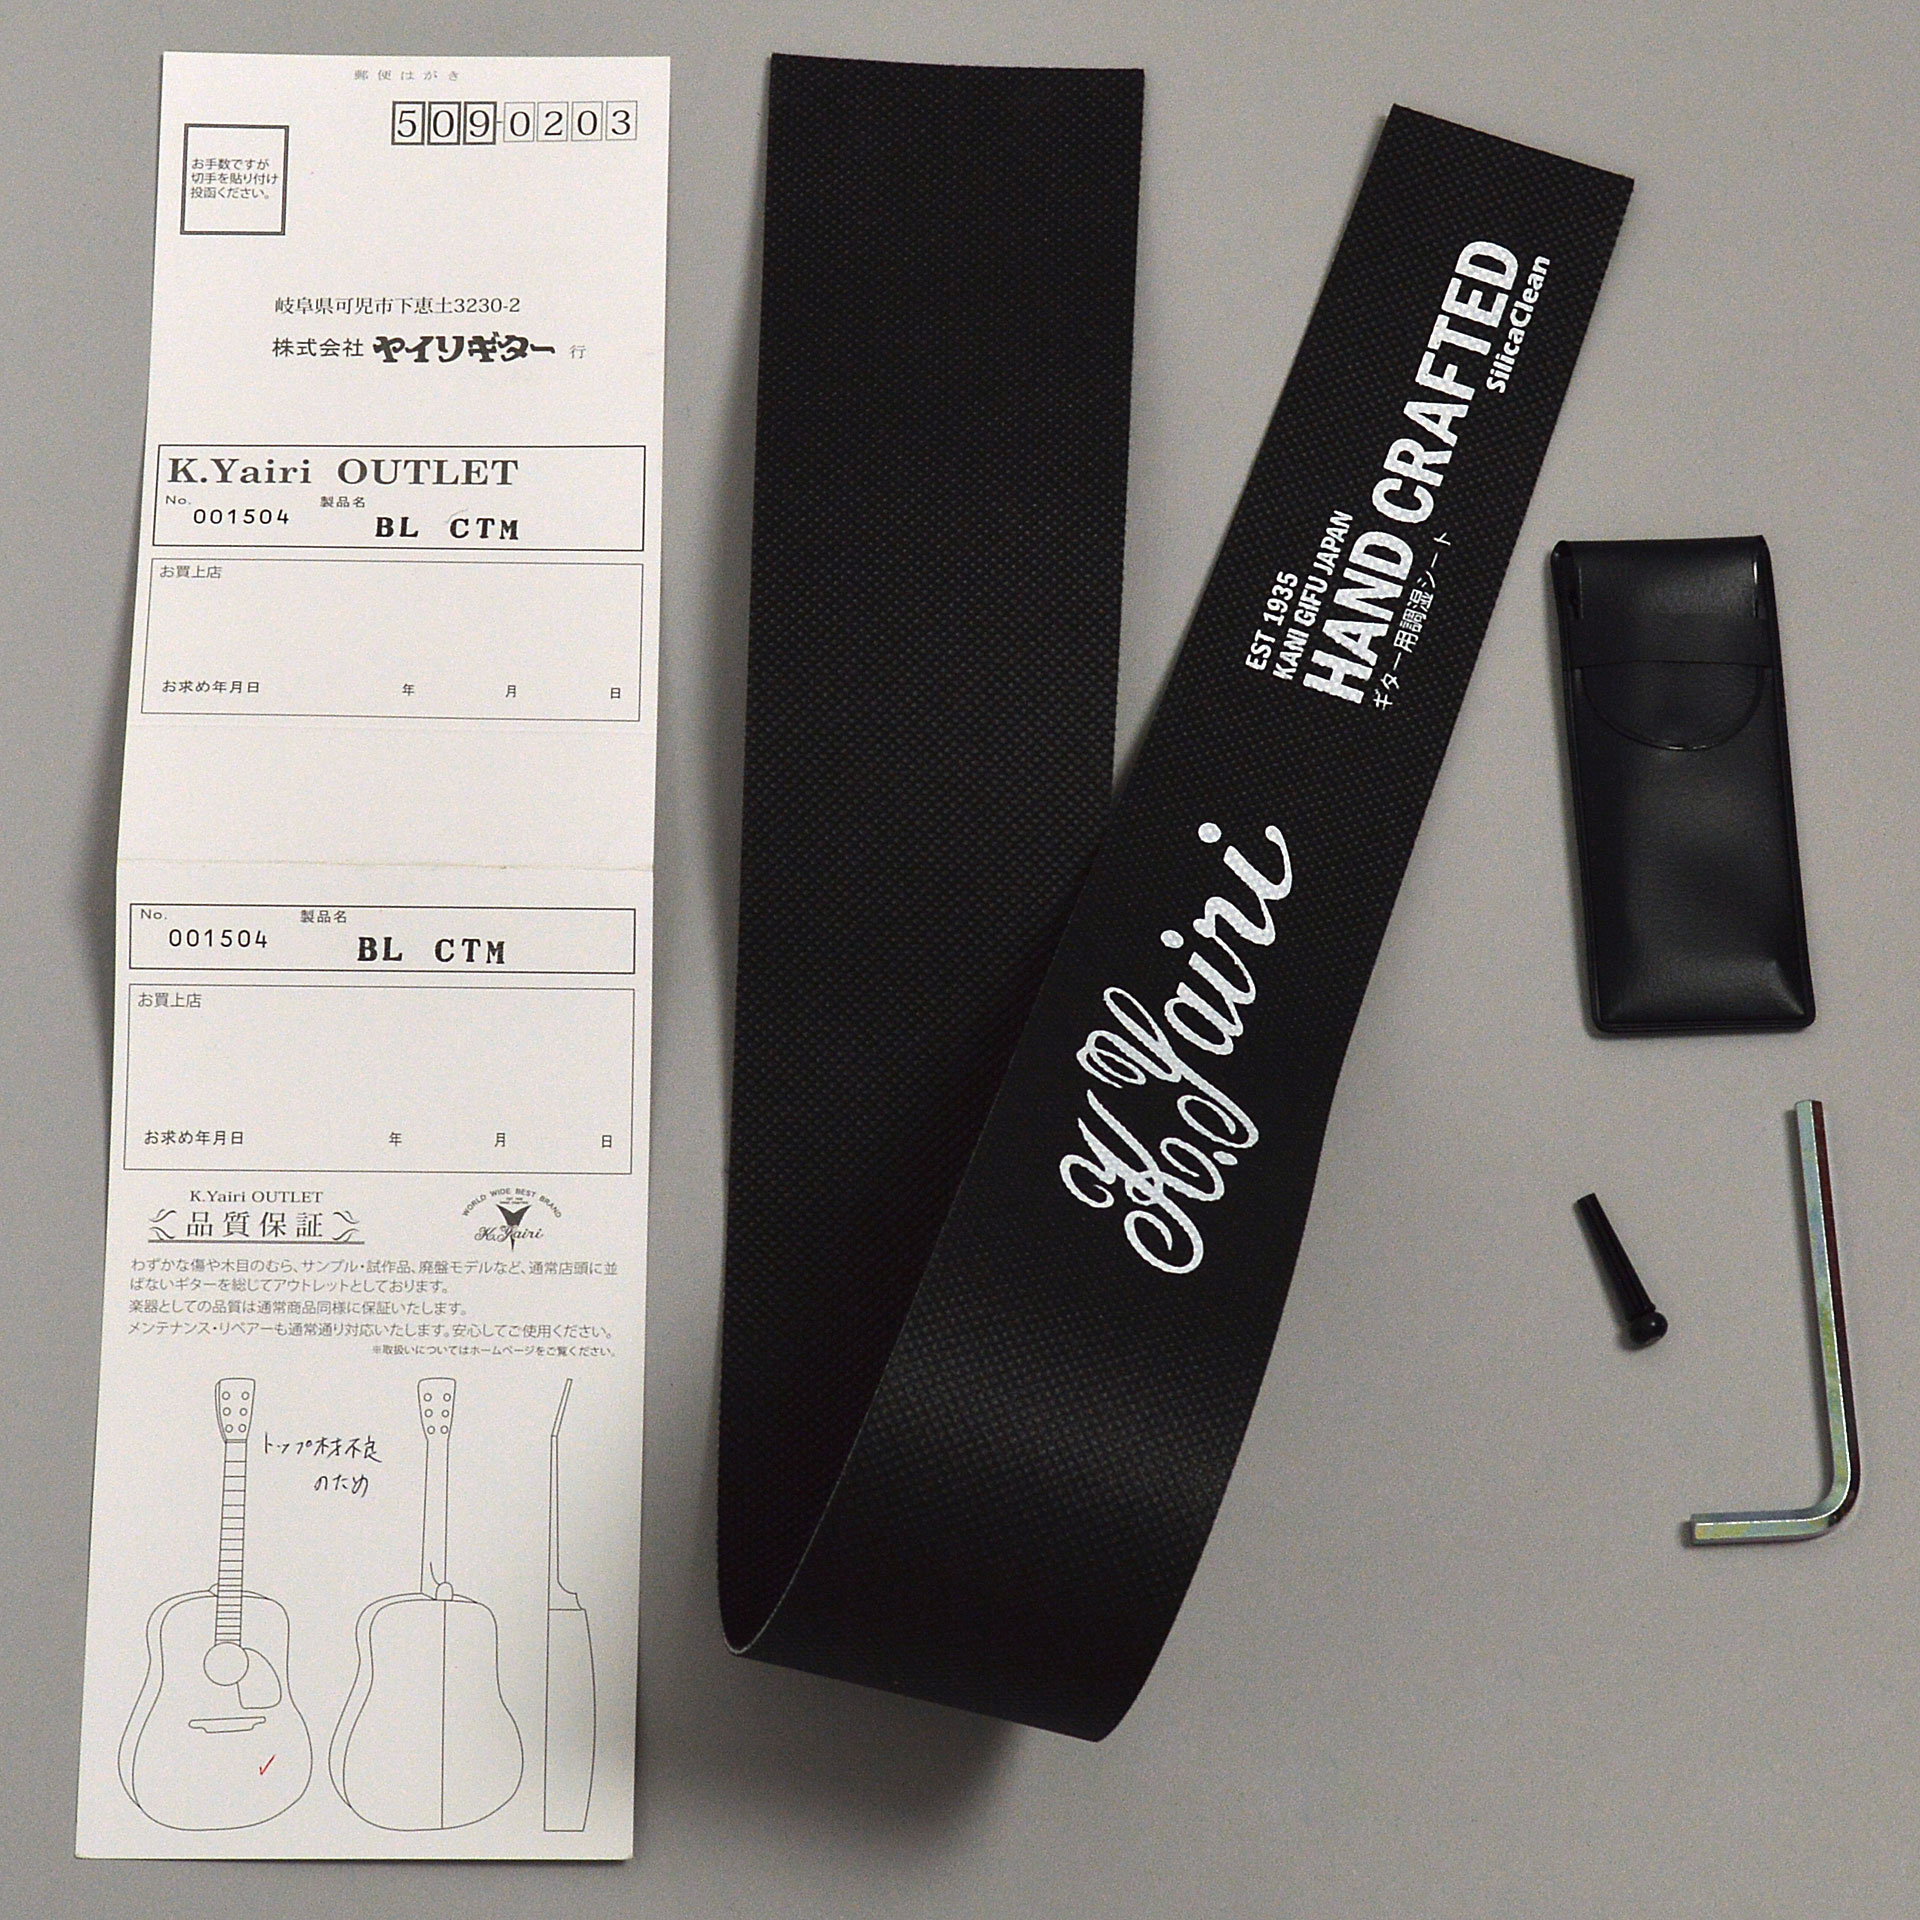 郵便はがき
509-0203
お手数ですが
切手を貼り付け
投函ください。
岐阜県可児市下恵土3230-2
株式会社 ヤイリギター 行
K.Yairi OUTLET
No. 001504 製品名 BL CTM
お買上店
お求め年月日 年 月 日
No. 001504 製品名 BL CTM
お買上店
お求め年月日 年 月 日
K.Yairi OUTLET
品質保証
WORLD WIDE BEST BRAND
K.Yairi
わずかな傷や木目のむら、サンプル・試作品、廃盤モデルなど、通常店頭に並
ばないギターを総じてアウトレットとしております。
楽器としての品質は通常商品同様に保証いたします。
メンテナンス・リペアーも通常通り対応いたします。安心してご使用ください。
※取扱いについてはホームページをご覧ください。
トップ材不良
のため
K.Yairi
EST 1935
KANI GIFU JAPAN
HAND CRAFTED
ギター用調湿シート SilicaClean